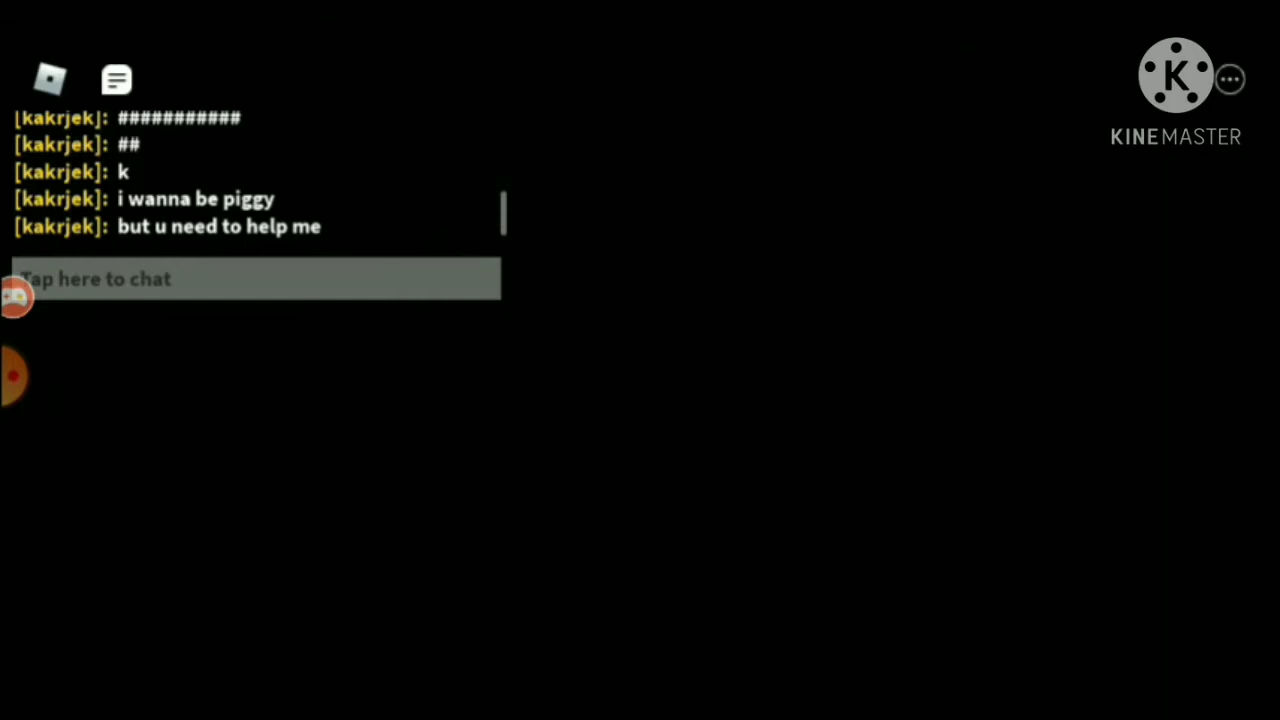 [kakrjek]: ###########
[kakrjek]: ##
[kakrjek]: k
[kakrjek]: i wanna be piggy
[kakrjek]: but u need to help me
Tap here to chat
K
KINEMASTER